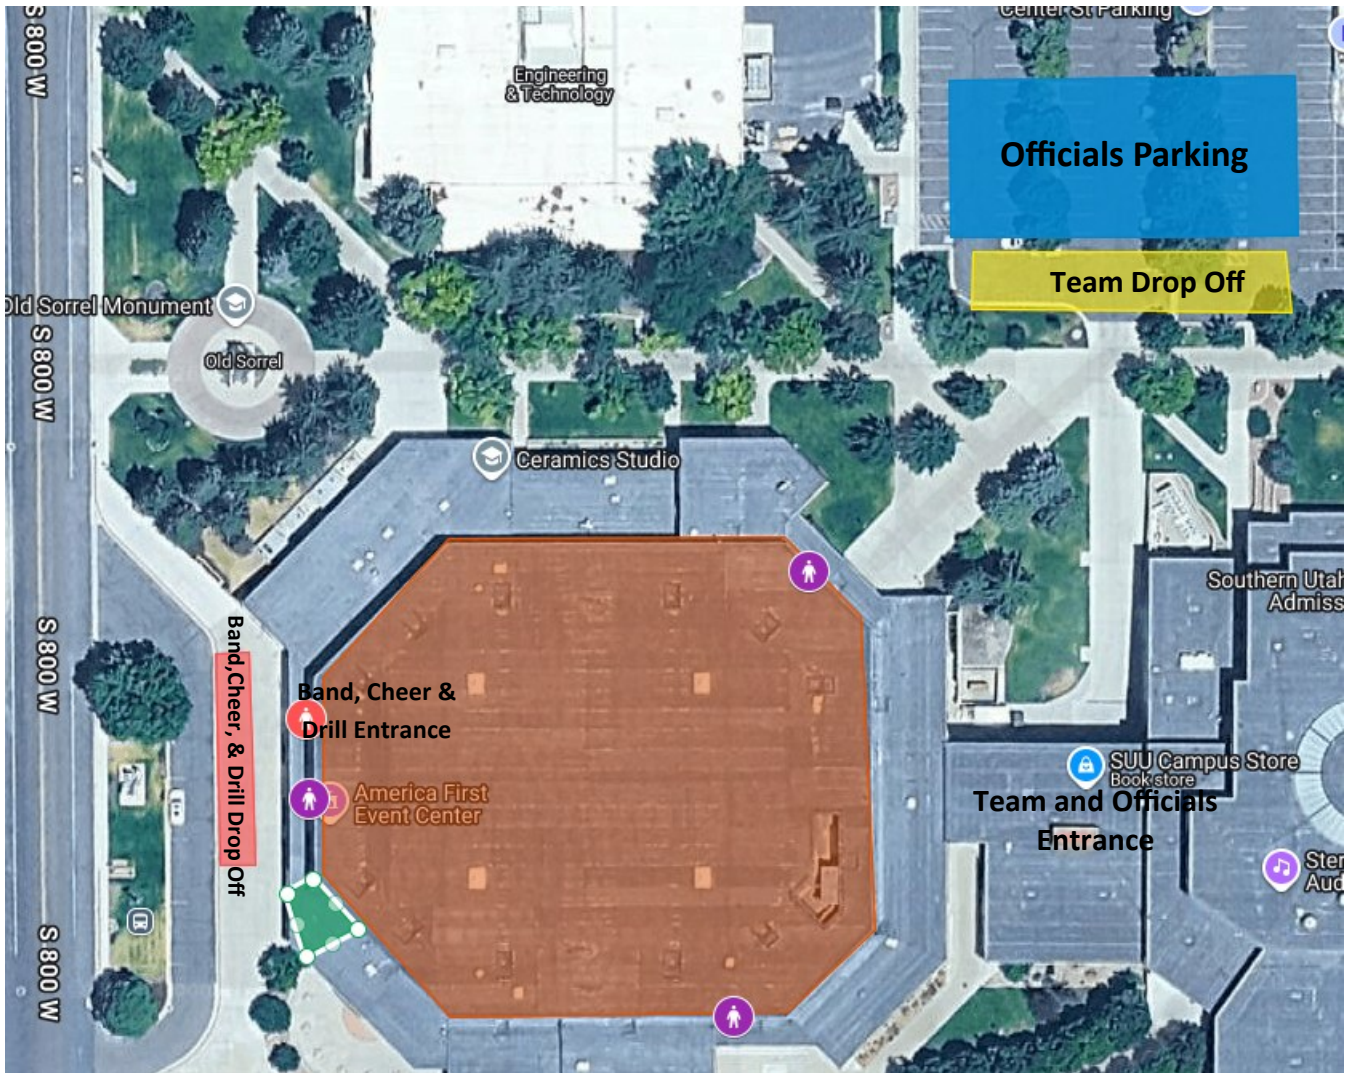 S 800 W
Center St Parking
Engineering
& Technology
Officials Parking
Team Drop Off
Old Sorrel Monument
Old Sorrel
S 800 W
Ceramics Studio
Southern Utah
Admiss
S 800 W
Band,Cheer, & Drill Drop Off
Band, Cheer &
Drill Entrance
America First
Event Center
SUU Campus Store
Book store
Team and Officials
Entrance
Ster
Aud
S 800 W